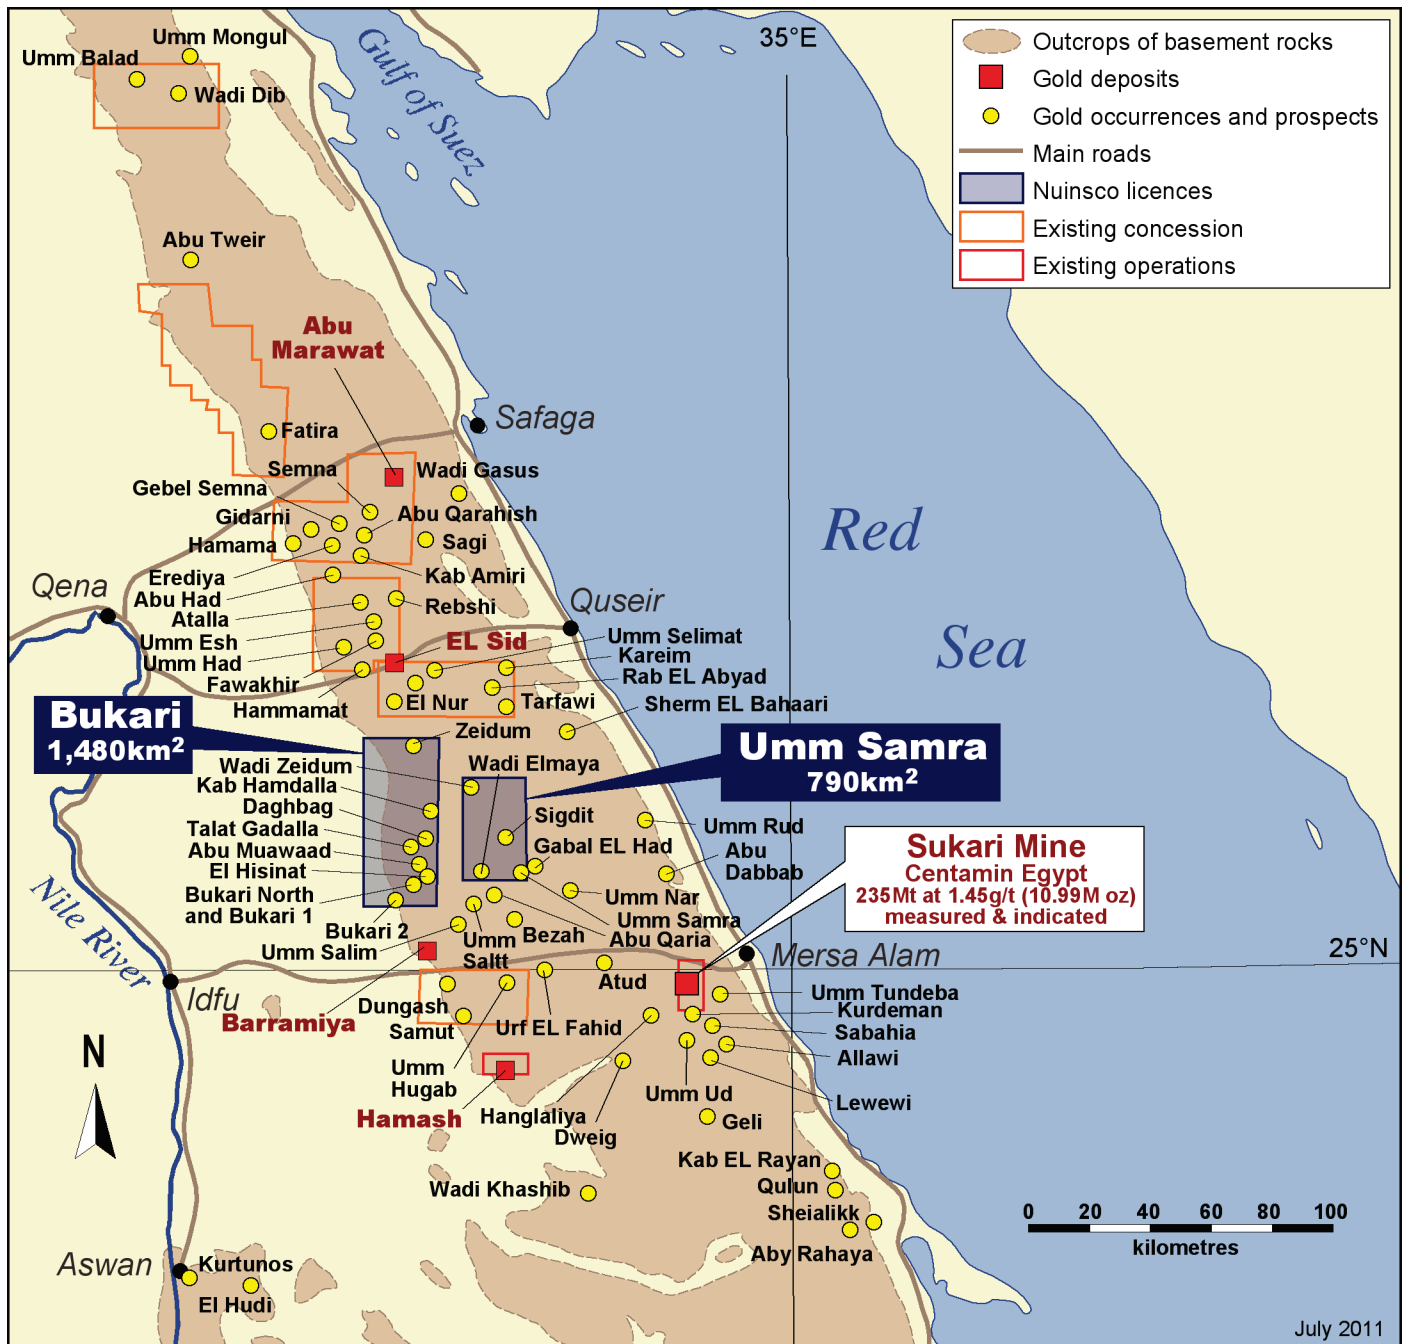 Umm Mongul
Umm Balad
Wadi Dib
Gulf of Suez
35°E
Outcrops of basement rocks
Gold deposits
Gold occurrences and prospects
Main roads
Nuinsco licences
Existing concession
Existing operations
Abu Tweir
Abu
Marawat
Safaga
Fatira
Semna
Wadi Gasus
Gebel Semna
Gidarni
Abu Qarahish
Hamama
Sagi
Red
Sea
Erediya
Kab Amiri
Abu Had
Qena
Atalla
Rebshi
Quseir
Umm Esh
EL Sid
Umm Selimat
Umm Had
Kareim
Fawakhir
Rab EL Abyad
Hammamat
El Nur
Tarfawi
Sherm EL Bahaari
Bukari
1,480km²
Zeidum
Umm Samra
790km²
Wadi Zeidum
Wadi Elmaya
Kab Hamdalla
Daghbag
Sigdit
Talat Gadalla
Umm Rud
Abu Muawaad
Gabal EL Had
Abu
Dabbab
El Hisinat
Sukari Mine
Centamin Egypt
235Mt at 1.45g/t (10.99M oz)
measured & indicated
Bukari North
and Bukari 1
Umm Nar
Umm Samra
Bukari 2
Bezah
Abu Qaria
Umm Salim
Umm
Saltt
Nile River
Mersa Alam
25°N
Idfu
Atud
Dungash
Umm Tundeba
Kurdeman
Barramiya
Samut
Urf EL Fahid
Sabahia
N
Allawi
Umm
Hugab
Umm Ud
Lewewi
Hamash
Hanglaliya
Geli
Dweig
Kab EL Rayan
Wadi Khashib
Qulun
Sheialikk
0 20 40 60 80 100
kilometres
Aby Rahaya
Aswan
Kurtunos
El Hudi
July 2011